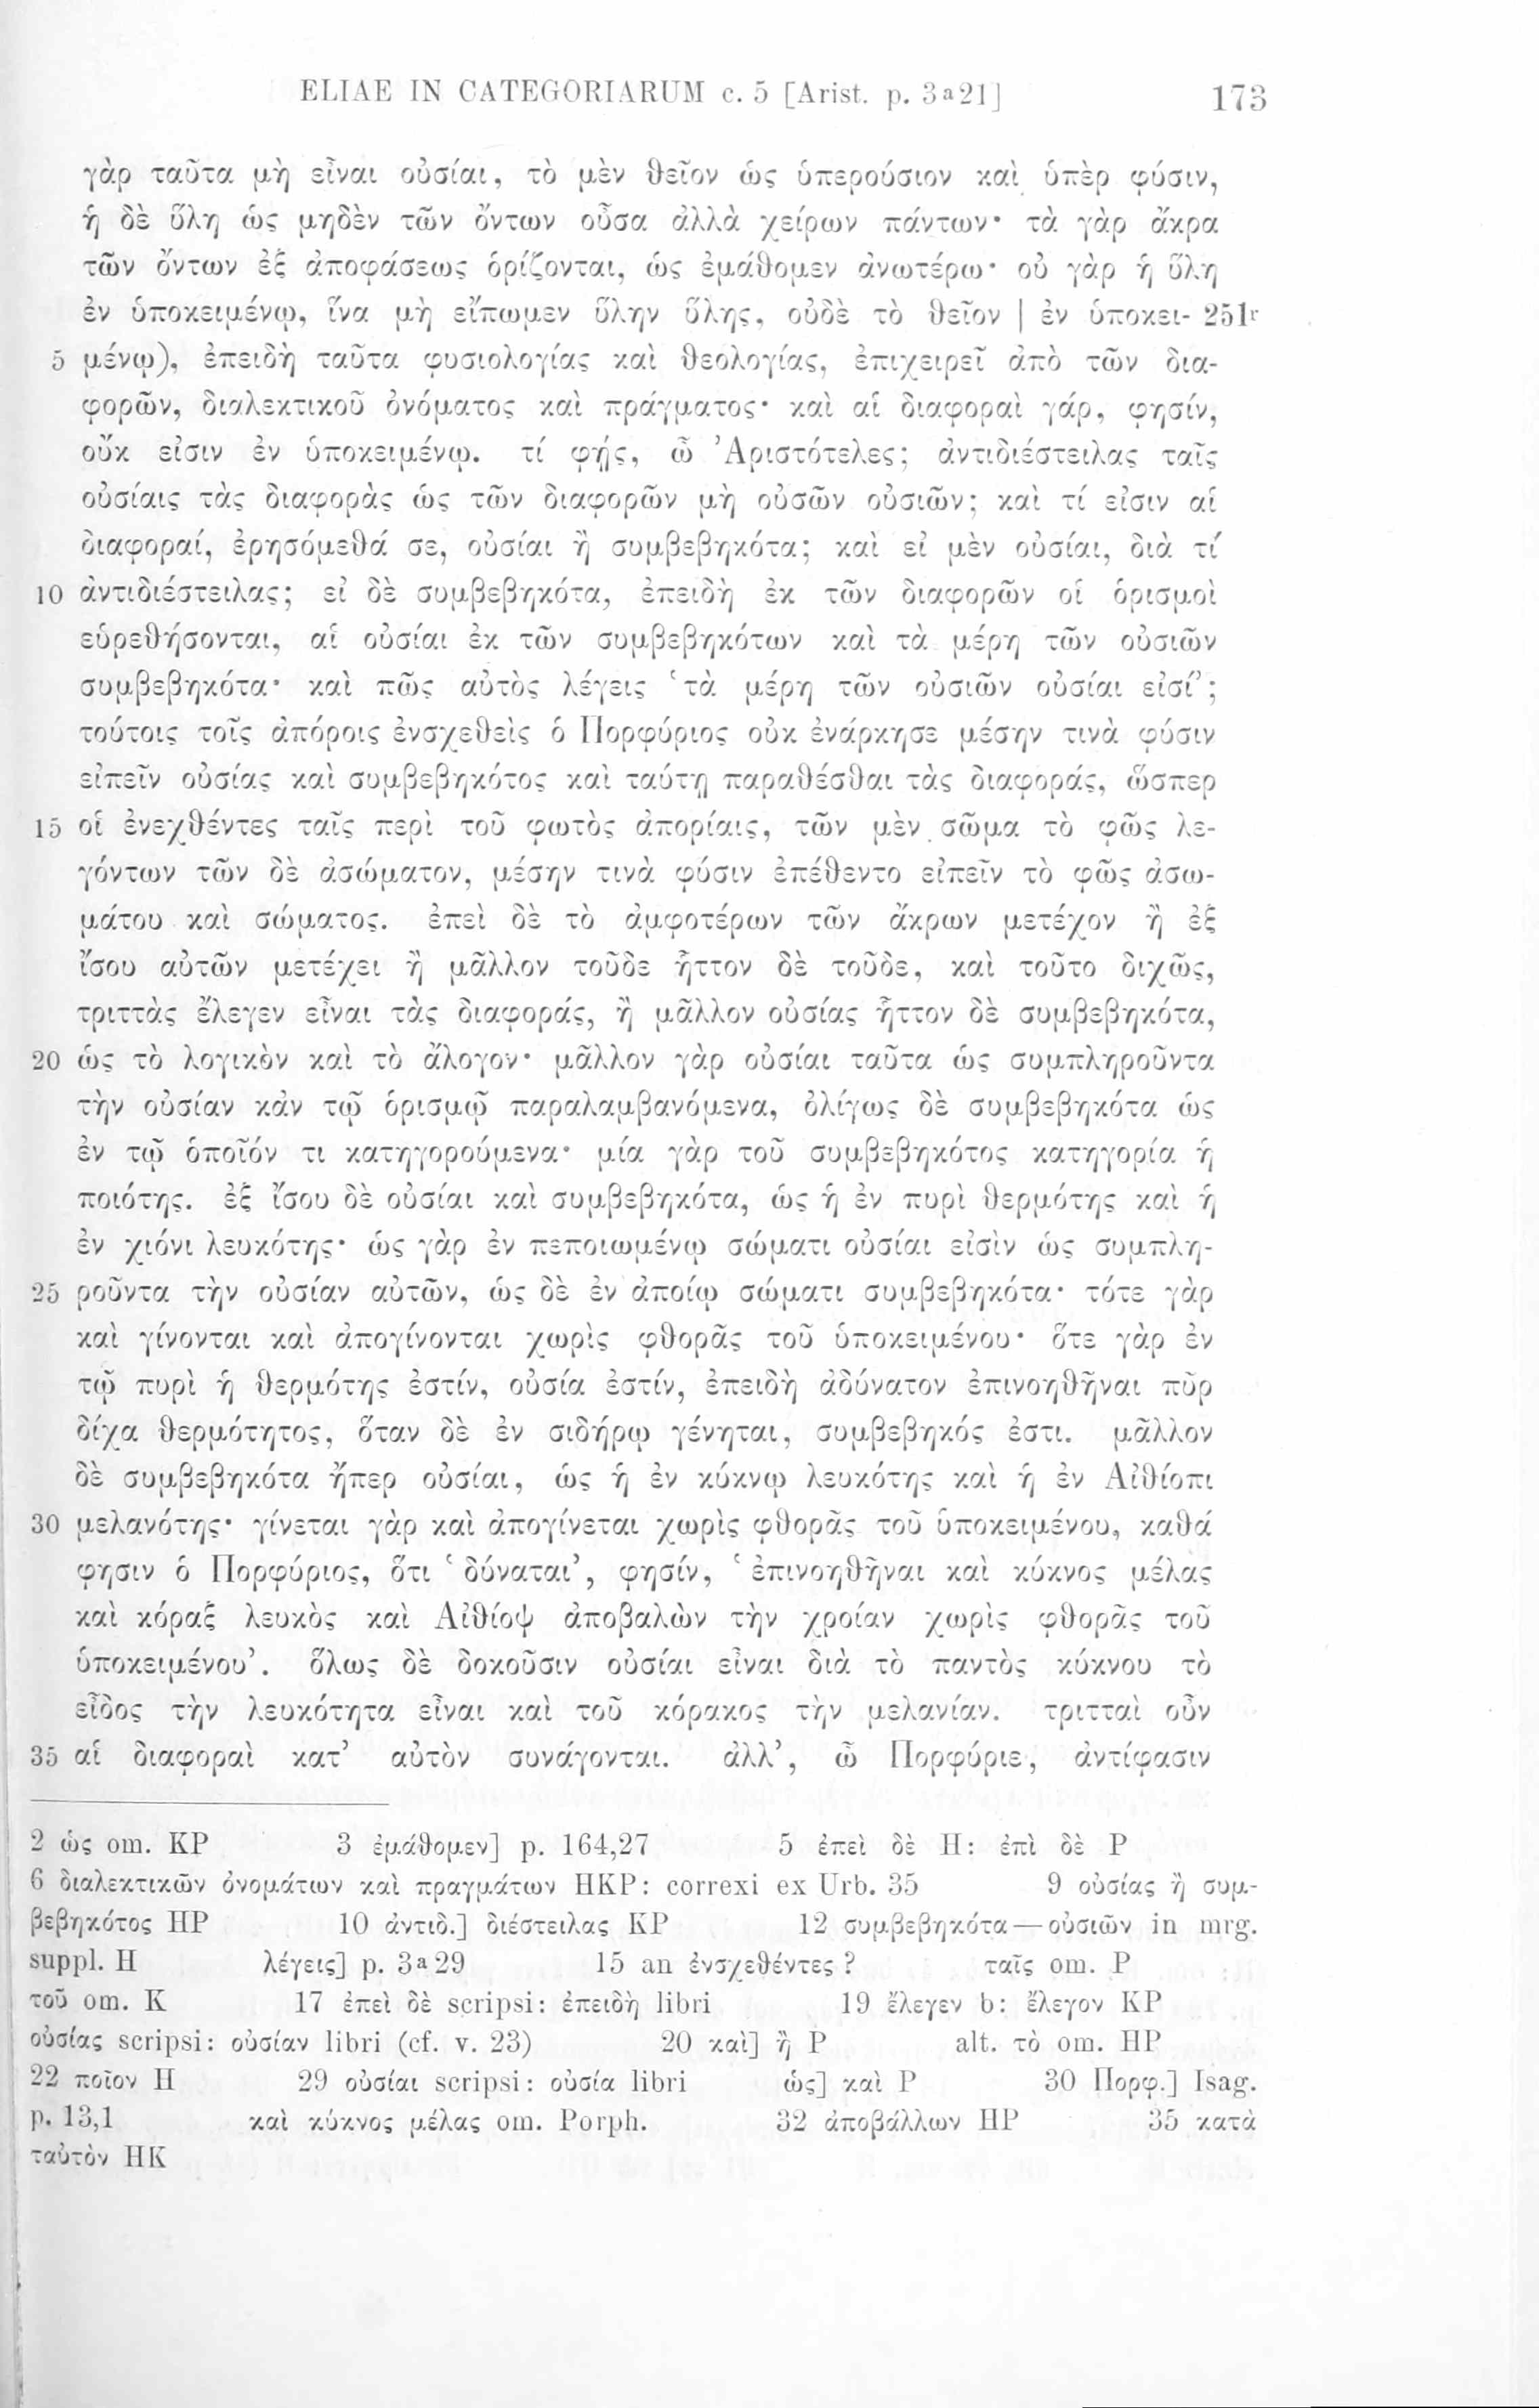 ELIAE IN CATEGORIARUM c. 5 [Arist. p. 3a21] 173
γὰρ ταῦτα μὴ εἶναι οὐσίαι, τὸ μὲν θεῖον ὡς ὑπερούσιον καὶ ὑπὲρ φύσιν,
ἡ δὲ ὕλη ὡς μηδὲν τῶν ὄντων οὖσα ἀλλὰ χείρων πάντων· τὰ γὰρ ἄκρα
τῶν ὄντων ἐξ ἀποφάσεως ὁρίζονται, ὡς ἐμάθομεν ἀνωτέρω· οὐ γὰρ ἡ ὕλη
ἐν ὑποκειμένῳ, ἵνα μὴ εἴπωμεν ὕλην ὕλης, οὐδὲ τὸ θεῖον | ἐν ὑποκει- 251r
5 μένῳ), ἐπειδὴ ταῦτα φυσιολογίας καὶ θεολογίας, ἐπιχειρεῖ ἀπὸ τῶν δια-
φορῶν, διαλεκτικοῦ ὀνόματος καὶ πράγματος· καὶ αἱ διαφοραὶ γάρ, φησίν,
οὔκ εἰσιν ἐν ὑποκειμένῳ. τί φῄς, ὦ Ἀριστότελες; ἀντιδιέστειλας ταῖς
οὐσίαις τὰς διαφορὰς ὡς τῶν διαφορῶν μὴ οὐσῶν οὐσιῶν; καὶ τί εἰσιν αἱ
διαφοραί, ἐρησόμεθά σε, οὐσίαι ἢ συμβεβηκότα; καὶ εἰ μὲν οὐσίαι, διὰ τί
10 ἀντιδιέστειλας; εἰ δὲ συμβεβηκότα, ἐπειδὴ ἐκ τῶν διαφορῶν οἱ ὁρισμοὶ
εὑρεθήσονται, αἱ οὐσίαι ἐκ τῶν συμβεβηκότων καὶ τὰ μέρη τῶν οὐσιῶν
συμβεβηκότα· καὶ πῶς αὐτὸς λέγεις ‘τὰ μέρη τῶν οὐσιῶν οὐσίαι εἰσί’;
τούτοις τοῖς ἀπόροις ἐνσχεθεὶς ὁ Πορφύριος οὐκ ἐνάρκησε μέσην τινὰ φύσιν
εἰπεῖν οὐσίας καὶ συμβεβηκότος καὶ ταύτῃ παραθέσθαι τὰς διαφοράς, ὥσπερ
15 οἱ ἐνεχθέντες ταῖς περὶ τοῦ φωτὸς ἀπορίαις, τῶν μὲν σῶμα τὸ φῶς λε-
γόντων τῶν δὲ ἀσώματον, μέσην τινὰ φύσιν ἐπέθεντο εἰπεῖν τὸ φῶς ἀσω-
μάτου καὶ σώματος. ἐπεὶ δὲ τὸ ἀμφοτέρων τῶν ἄκρων μετέχον ἢ ἐξ
ἴσου αὐτῶν μετέχει ἢ μᾶλλον τοῦδε ἧττον δὲ τοῦδε, καὶ τοῦτο διχῶς,
τριττὰς ἔλεγεν εἶναι τὰς διαφοράς, ἢ μᾶλλον οὐσίας ἧττον δὲ συμβεβηκότα,
20 ὡς τὸ λογικὸν καὶ τὸ ἄλογον· μᾶλλον γὰρ οὐσίαι ταῦτα ὡς συμπληροῦντα
τὴν οὐσίαν κἀν τῷ ὁρισμῷ παραλαμβανόμενα, ὀλίγως δὲ συμβεβηκότα ὡς
ἐν τῷ ὁποῖόν τι κατηγορούμενα· μία γὰρ τοῦ συμβεβηκότος κατηγορία ἡ
ποιότης. ἐξ ἴσου δὲ οὐσίαι καὶ συμβεβηκότα, ὡς ἡ ἐν πυρὶ θερμότης καὶ ἡ
ἐν χιόνι λευκότης· ὡς γὰρ ἐν πεποιωμένῳ σώματι οὐσίαι εἰσὶν ὡς συμπλη-
25 ροῦντα τὴν οὐσίαν αὐτῶν, ὡς δὲ ἐν ἀποίῳ σώματι συμβεβηκότα· τότε γὰρ
καὶ γίνονται καὶ ἀπογίνονται χωρὶς φθορᾶς τοῦ ὑποκειμένου· ὅτε γὰρ ἐν
τῷ πυρὶ ἡ θερμότης ἐστίν, οὐσία ἐστίν, ἐπειδὴ ἀδύνατον ἐπινοηθῆναι πῦρ
δίχα θερμότητος, ὅταν δὲ ἐν σιδήρῳ γένηται, συμβεβηκός ἐστι. μᾶλλον
δὲ συμβεβηκότα ἤπερ οὐσίαι, ὡς ἡ ἐν κύκνῳ λευκότης καὶ ἡ ἐν Αἰθίοπι
30 μελανότης· γίνεται γὰρ καὶ ἀπογίνεται χωρὶς φθορᾶς τοῦ ὑποκειμένου, καθά
φησιν ὁ Πορφύριος, ὅτι ‘δύναται’, φησίν, ‘ἐπινοηθῆναι καὶ κύκνος μέλας
καὶ κόραξ λευκὸς καὶ Αἰθίοψ ἀποβαλὼν τὴν χροίαν χωρὶς φθορᾶς τοῦ
ὑποκειμένου’. ὅλως δὲ δοκοῦσιν οὐσίαι εἶναι διὰ τὸ παντὸς κύκνου τὸ
εἶδος τὴν λευκότητα εἶναι καὶ τοῦ κόρακος τὴν μελανίαν. τριτταὶ οὖν
35 αἱ διαφοραὶ κατ’ αὐτὸν συνάγονται. ἀλλ’, ὦ Πορφύριε, ἀντίφασιν
2 ὡς om. KP 3 ἐμάθομεν] p. 164,27 5 ἐπεὶ δὲ H: ἐπὶ δὲ P
6 διαλεκτικῶν ὀνομάτων καὶ πραγμάτων HKP: correxi ex Urb. 35 9 οὐσίας ἢ συμ-
βεβηκότος HP 10 ἀντιδ.] διέστειλας KP 12 συμβεβηκότα — οὐσιῶν in mrg.
suppl. H λέγεις] p. 3a29 15 an ἐνσχεθέντες? ταῖς om. P
τοῦ om. K 17 ἐπεὶ δὲ scripsi: ἐπειδὴ libri 19 ἔλεγεν b: ἔλεγον KP
οὐσίας scripsi: οὐσίαν libri (cf. v. 23) 20 καὶ] ἢ P alt. τὸ om. HP
22 ποῖον H 29 οὐσίαι scripsi: οὐσία libri ὡς] καὶ P 30 Πορφ.] Isag.
p. 13,1 καὶ κύκνος μέλας om. Porph. 32 ἀποβάλλων HP 35 κατὰ
ταὐτὸν HK